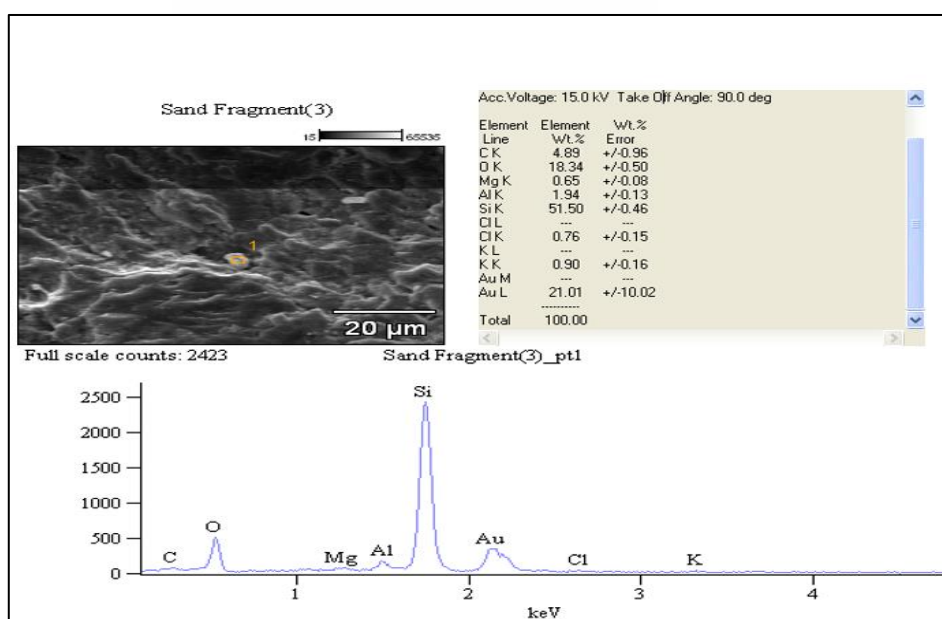 Sand Fragment(3)
15 65535
1
20 µm
Acc.Voltage: 15.0 kV Take Off Angle: 90.0 deg
Element Element Wt.%
Line Wt.% Error
C K 4.89 +/-0.96
O K 18.34 +/-0.50
Mg K 0.65 +/-0.08
Al K 1.94 +/-0.13
Si K 51.50 +/-0.46
Cl L --- ---
Cl K 0.76 +/-0.15
K L --- ---
K K 0.90 +/-0.16
Au M --- ---
Au L 21.01 +/-10.02
----------
Total 100.00
Full scale counts: 2423
Sand Fragment(3)_pt1
2500
2000
1500
1000
500
0
C
O
Mg
Al
Si
Au
Cl
K
1 2 3 4
keV